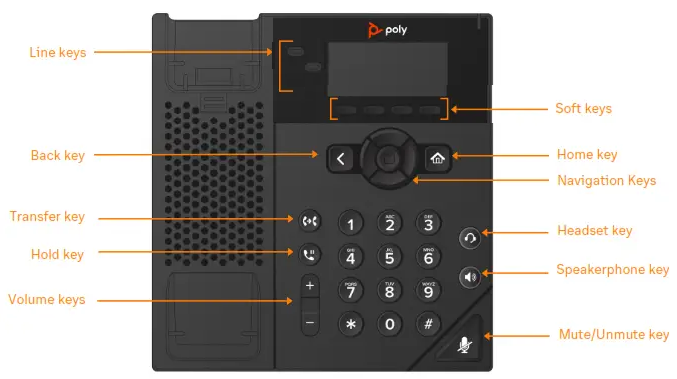 poly
Line keys
Soft keys
Back key
Home key
Navigation Keys
Transfer key
1
ABC
2
DEF
3
Headset key
Hold key
GHI
4
JKL
5
MNO
6
Speakerphone key
Volume keys
+
PQRS
7
TUV
8
WXYZ
9
−
*
0
#
Mute/Unmute key